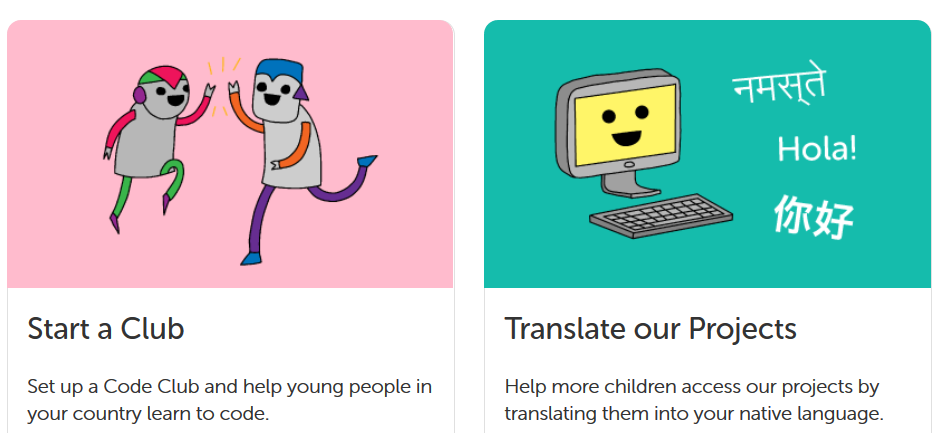 Start a Club
Set up a Code Club and help young people in
your country learn to code.
नमस्ते
Hola!
你好
Translate our Projects
Help more children access our projects by
translating them into your native language.